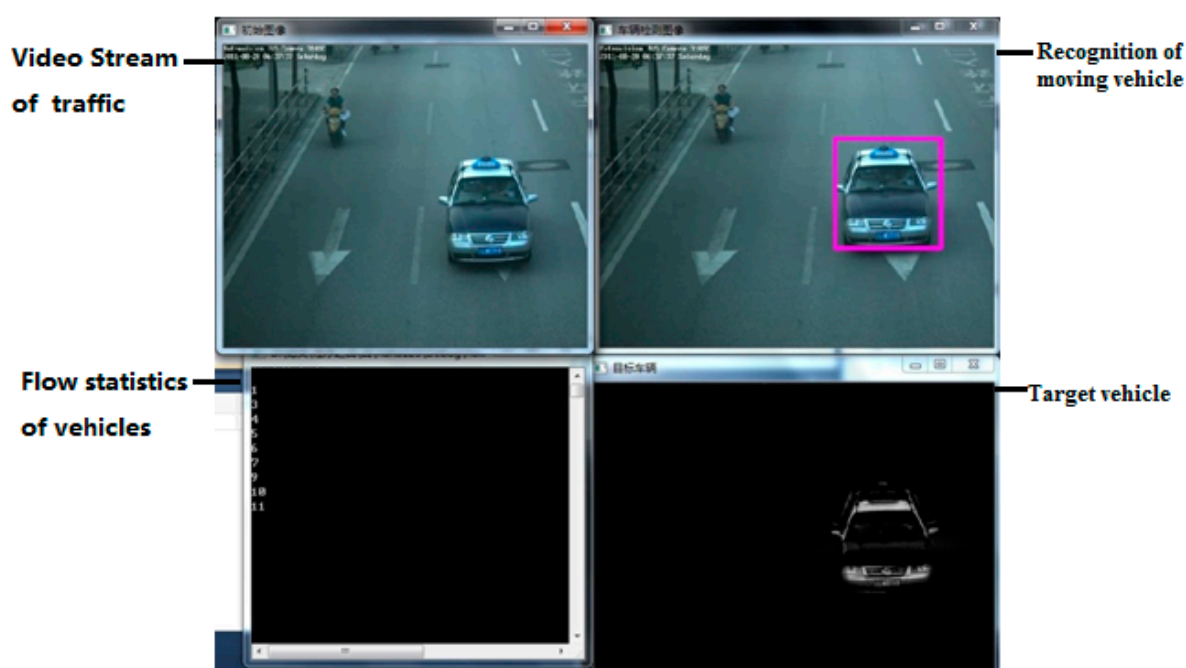 初始图像
车辆检测图像
Video Stream
of traffic
Recognition of
moving vehicle
Flow statistics
of vehicles
1
3
4
5
6
7
9
10
11
目标车辆
Target vehicle